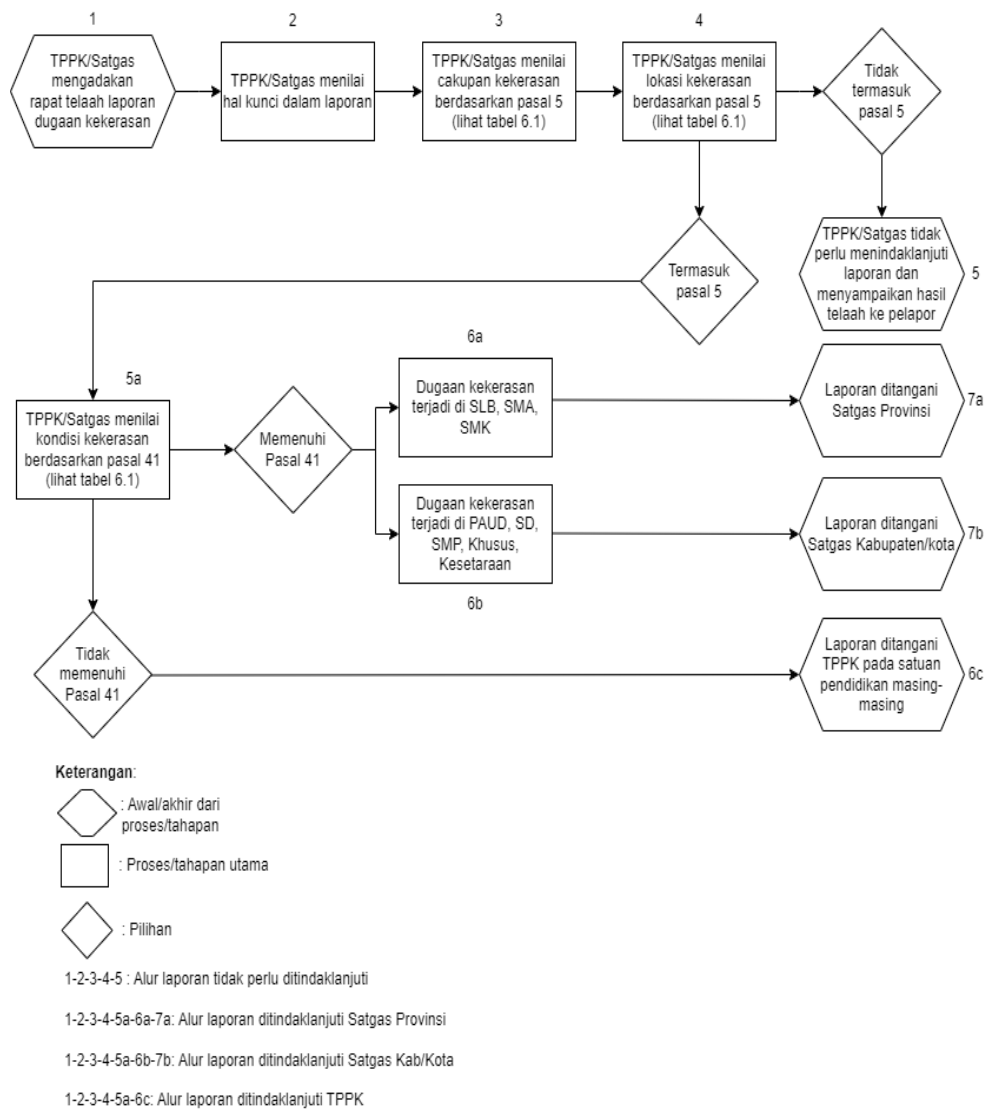 1
2
3
4
TPPK/Satgas
mengadakan
rapat telaah laporan
dugaan kekerasan
TPPK/Satgas menilai
hal kunci dalam laporan
TPPK/Satgas menilai
cakupan kekerasan
berdasarkan pasal 5
(lihat tabel 6.1)
TPPK/Satgas menilai
lokasi kekerasan
berdasarkan pasal 5
(lihat tabel 6.1)
Tidak
termasuk
pasal 5
Termasuk
pasal 5
TPPK/Satgas tidak
perlu menindaklanjuti
laporan dan
menyampaikan hasil
telaah ke pelapor
5
5a
TPPK/Satgas menilai
kondisi kekerasan
berdasarkan pasal 41
(lihat tabel 6.1)
Memenuhi
Pasal 41
6a
Dugaan kekerasan
terjadi di SLB, SMA,
SMK
Laporan ditangani
Satgas Provinsi
7a
Dugaan kekerasan
terjadi di PAUD, SD,
SMP, Khusus,
Kesetaraan
6b
Laporan ditangani
Satgas Kabupaten/kota
7b
Tidak
memenuhi
Pasal 41
Laporan ditangani
TPPK pada satuan
pendidikan masing-
masing
6c
Keterangan:
: Awal/akhir dari
proses/tahapan
: Proses/tahapan utama
: Pilihan
1-2-3-4-5 : Alur laporan tidak perlu ditindaklanjuti
1-2-3-4-5a-6a-7a: Alur laporan ditindaklanjuti Satgas Provinsi
1-2-3-4-5a-6b-7b: Alur laporan ditindaklanjuti Satgas Kab/Kota
1-2-3-4-5a-6c: Alur laporan ditindaklanjuti TPPK